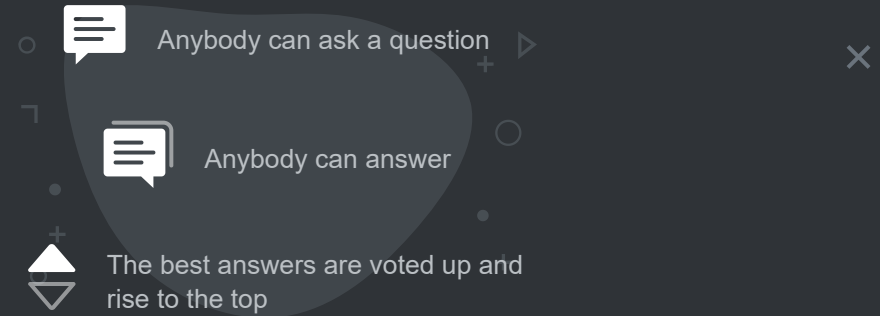 Anybody can ask a question
Anybody can answer
The best answers are voted up and
rise to the top